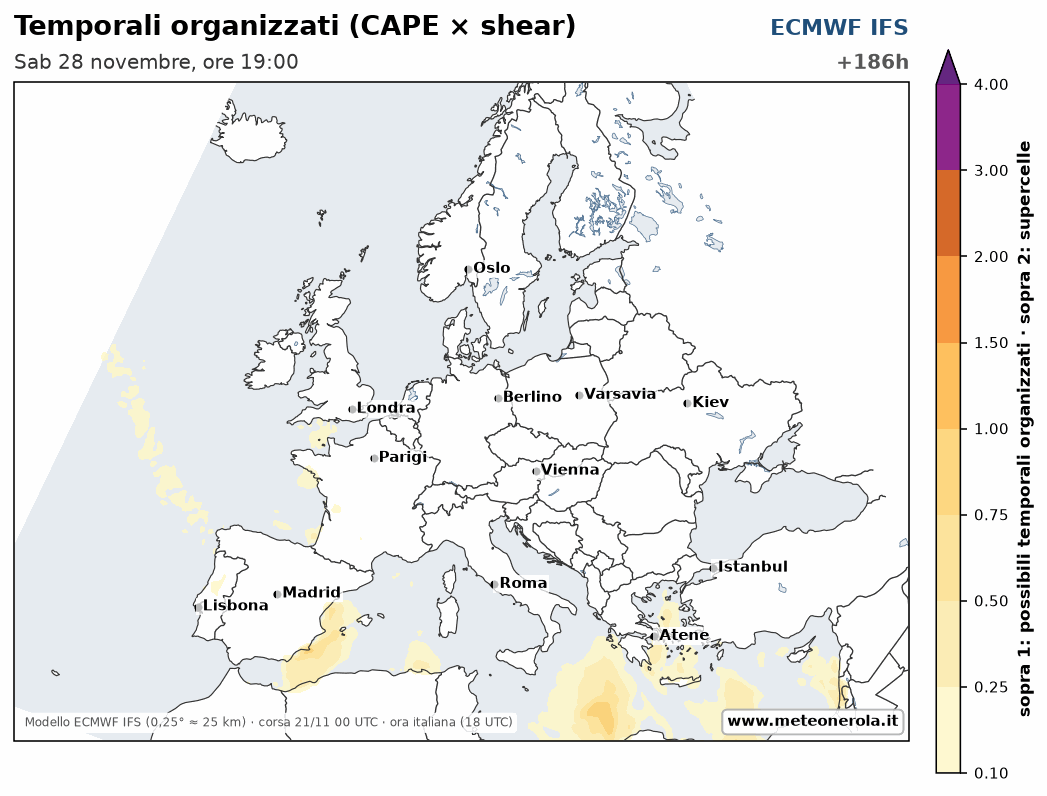 Temporali organizzati (CAPE × shear)
ECMWF IFS
Sab 28 novembre, ore 19:00
+186h
Oslo
Londra
Berlino
Varsavia
Kiev
Parigi
Vienna
Istanbul
Roma
Madrid
Lisbona
Atene
Modello ECMWF IFS (0,25° ≈ 25 km) · corsa 21/11 00 UTC · ora italiana (18 UTC)
www.meteonerola.it
4.00
3.00
2.00
1.50
1.00
0.75
0.50
0.25
0.10
sopra 1: possibili temporali organizzati · sopra 2: supercelle